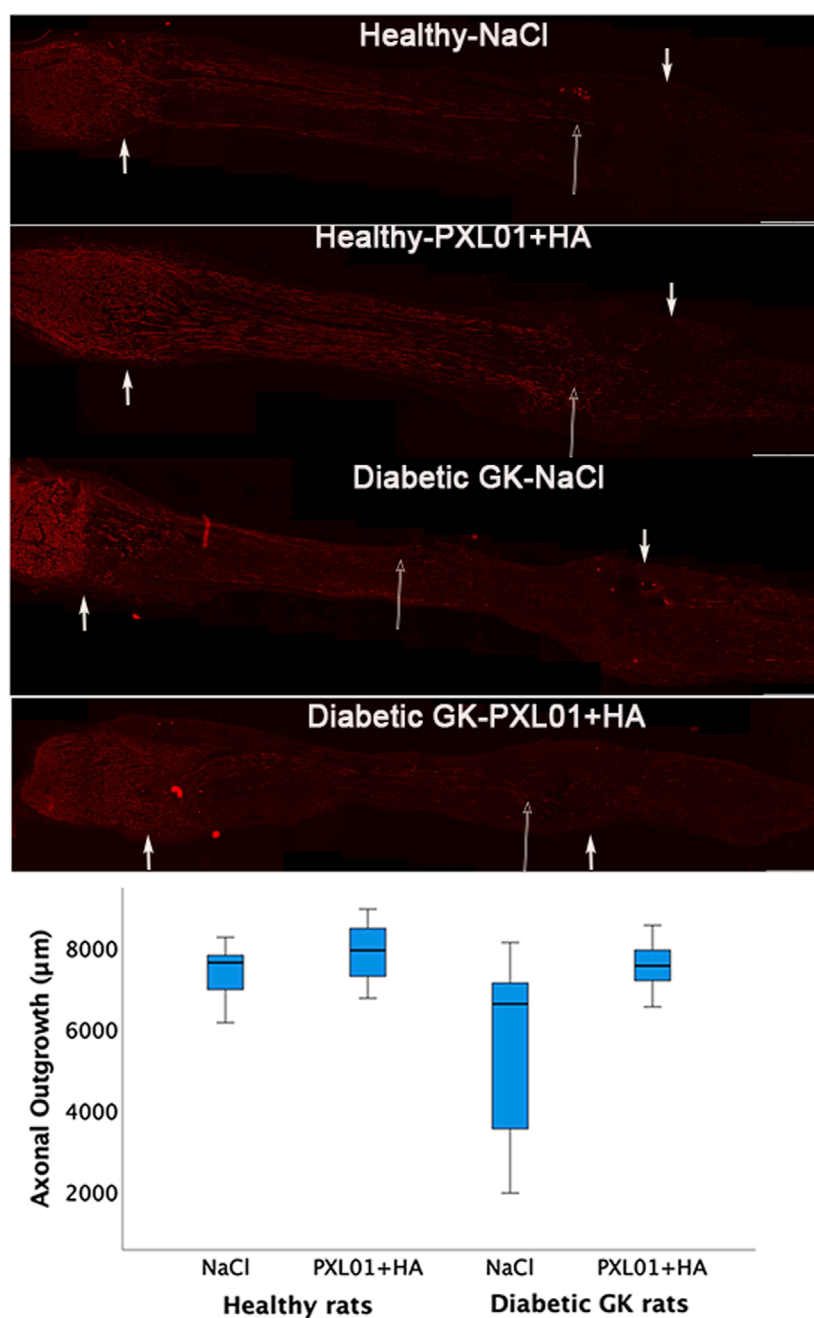 Healthy-NaCl
Healthy-PXL01+HA
Diabetic GK-NaCl
Diabetic GK-PXL01+HA
Axonal Outgrowth (μm)
8000
6000
4000
2000
NaCl PXL01+HA NaCl PXL01+HA
Healthy rats Diabetic GK rats